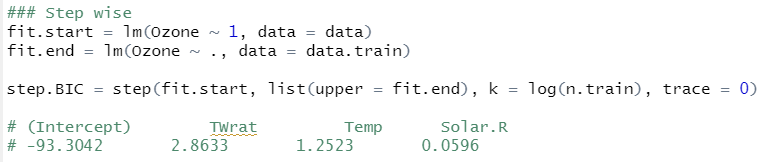 ### Step wise
fit.start = lm(Ozone ~ 1, data = data)
fit.end = lm(Ozone ~ ., data = data.train)
step.BIC = step(fit.start, list(upper = fit.end), k = log(n.train), trace = 0)
# (Intercept) TWrat Temp Solar.R
# -93.3042 2.8633 1.2523 0.0596